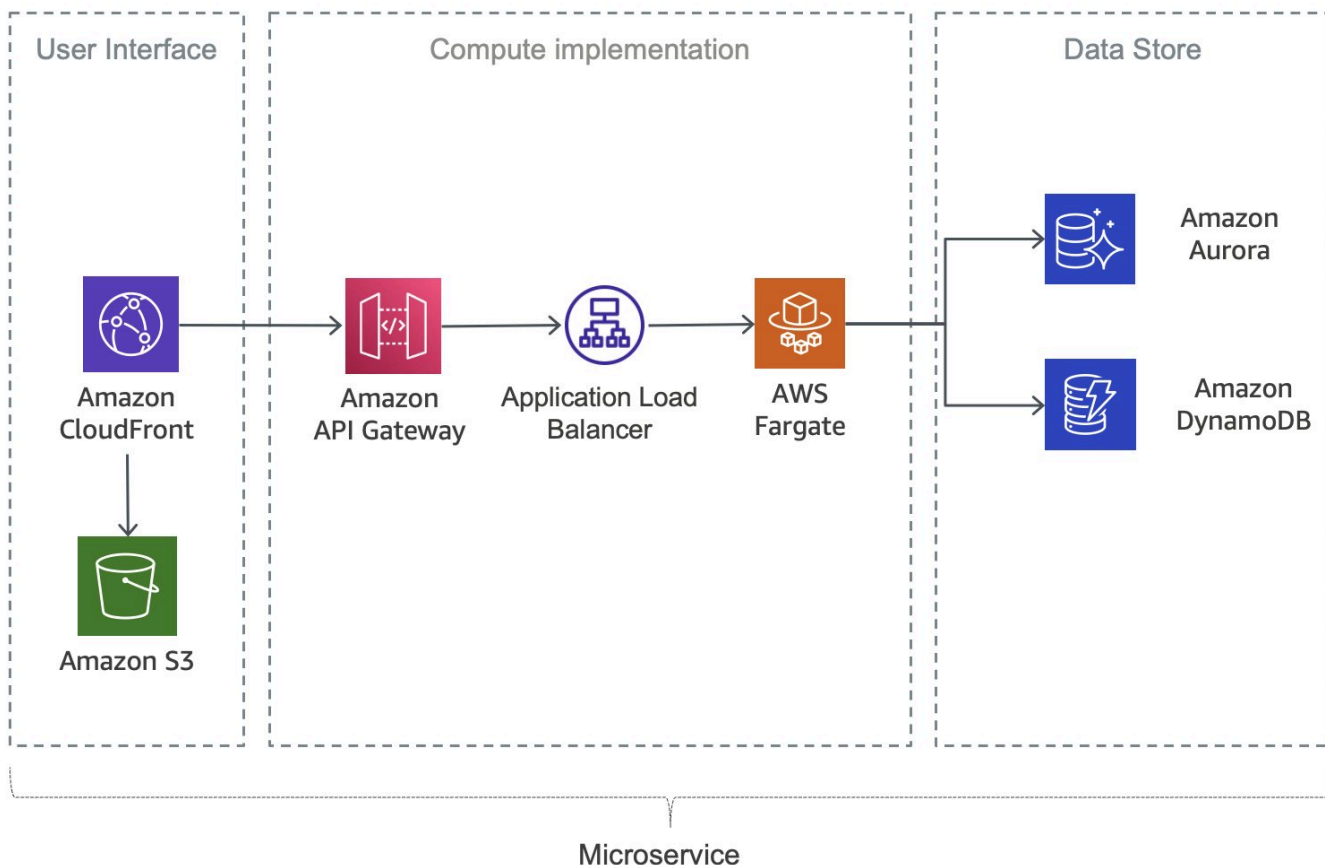 User Interface
Compute implementation
Data Store
Amazon
CloudFront
Amazon S3
</>
Amazon
API Gateway
Application Load
Balancer
AWS
Fargate
Amazon
Aurora
Amazon
DynamoDB
Microservice